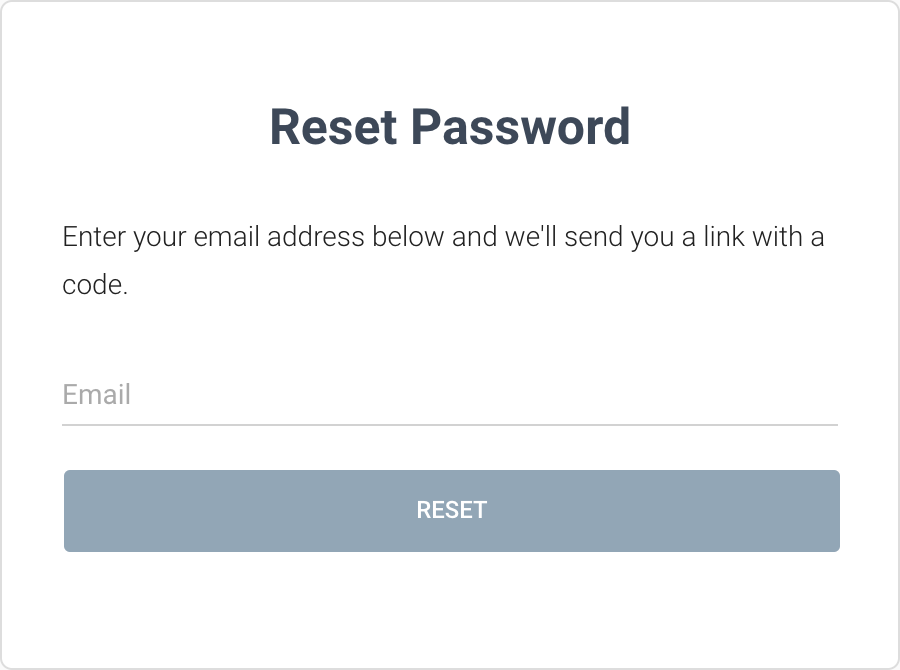 Reset Password
Enter your email address below and we'll send you a link with a
code.
Email
RESET